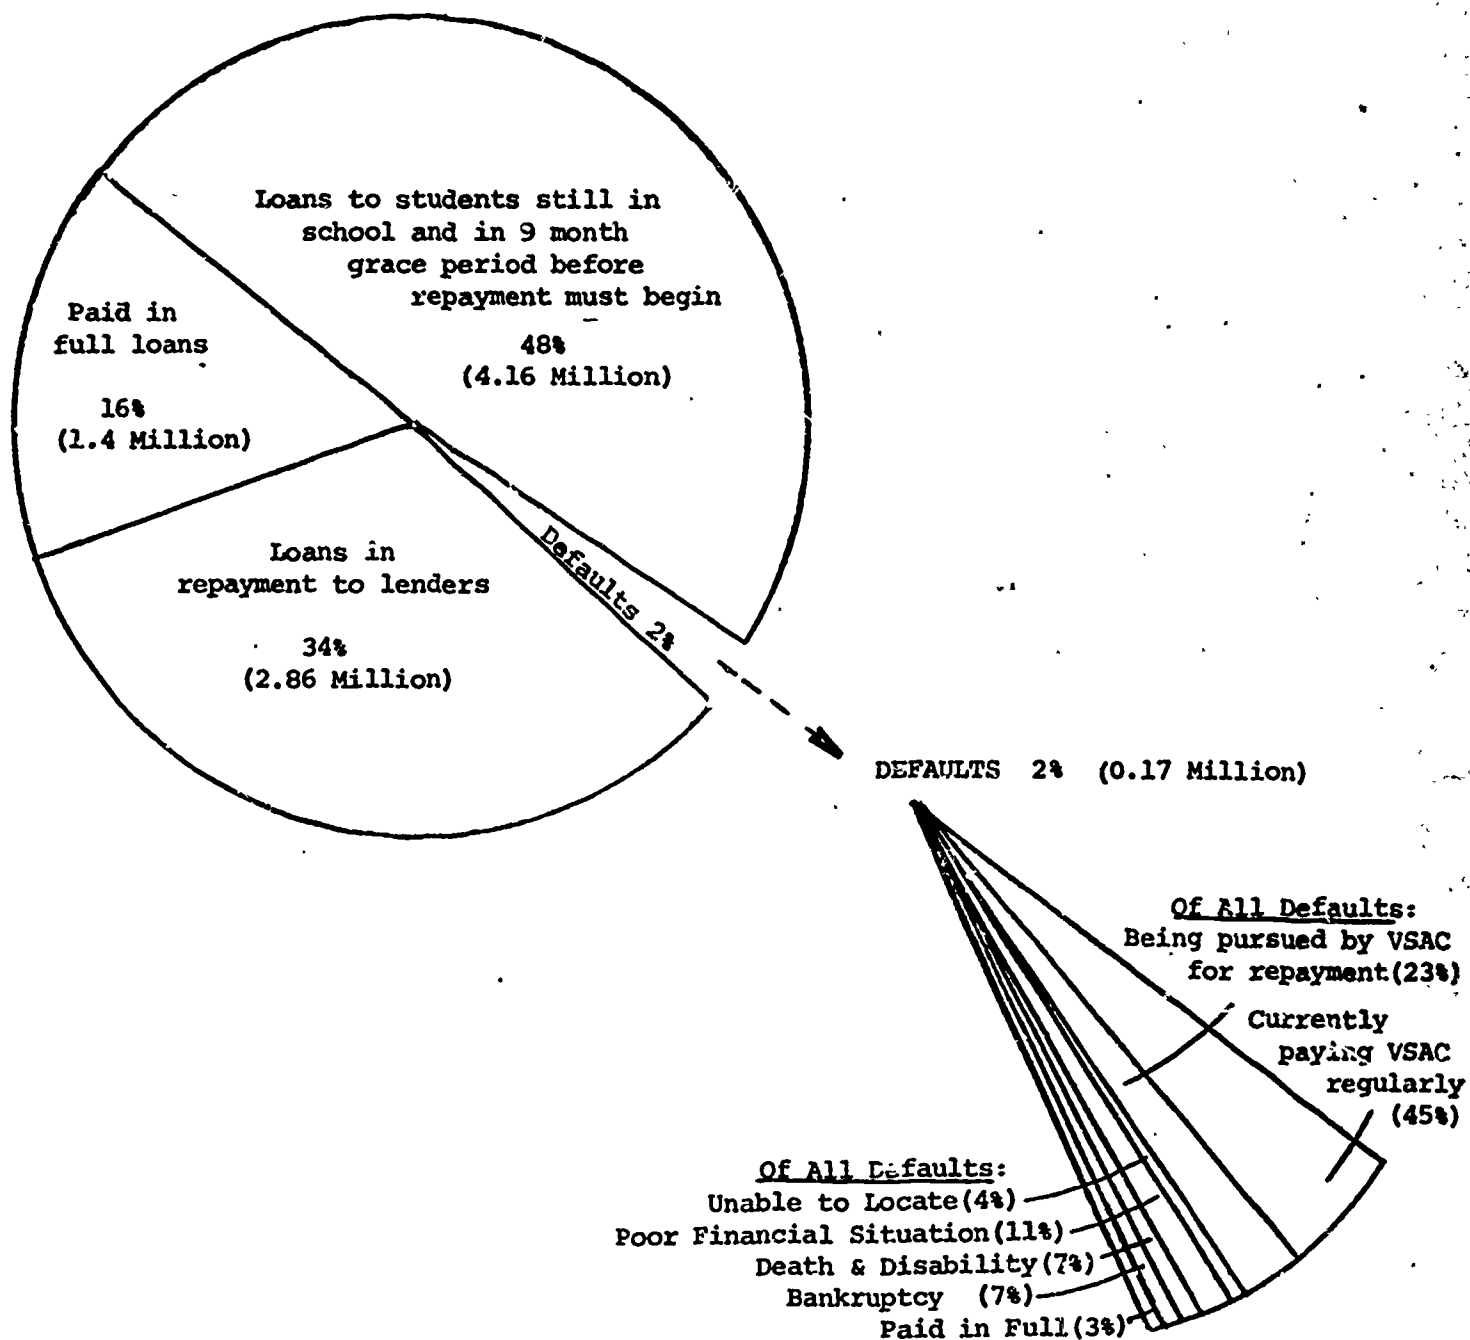 Loans to students still in
school and in 9 month
grace period before
repayment must begin
48%
(4.16 Million)
Paid in
full loans
16%
(1.4 Million)
Loans in
repayment to lenders
34%
(2.86 Million)
Defaults 2%
DEFAULTS 2% (0.17 Million)
Of All Defaults:
Being pursued by VSAC
for repayment(23%)
Currently
paying VSAC
regularly
(45%)
Of All Defaults:
Unable to Locate(4%)
Poor Financial Situation(11%)
Death & Disability(7%)
Bankruptcy (7%)
Paid in Full(3%)